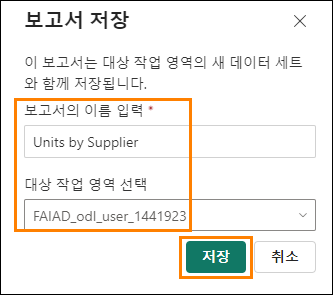 보고서 저장
이 보고서는 대상 작업 영역의 새 데이터 세트
와 함께 저장됩니다.
보고서의 이름 입력 *
Units by Supplier
대상 작업 영역 선택
FAIAD_odl_user_1441923
저장
취소